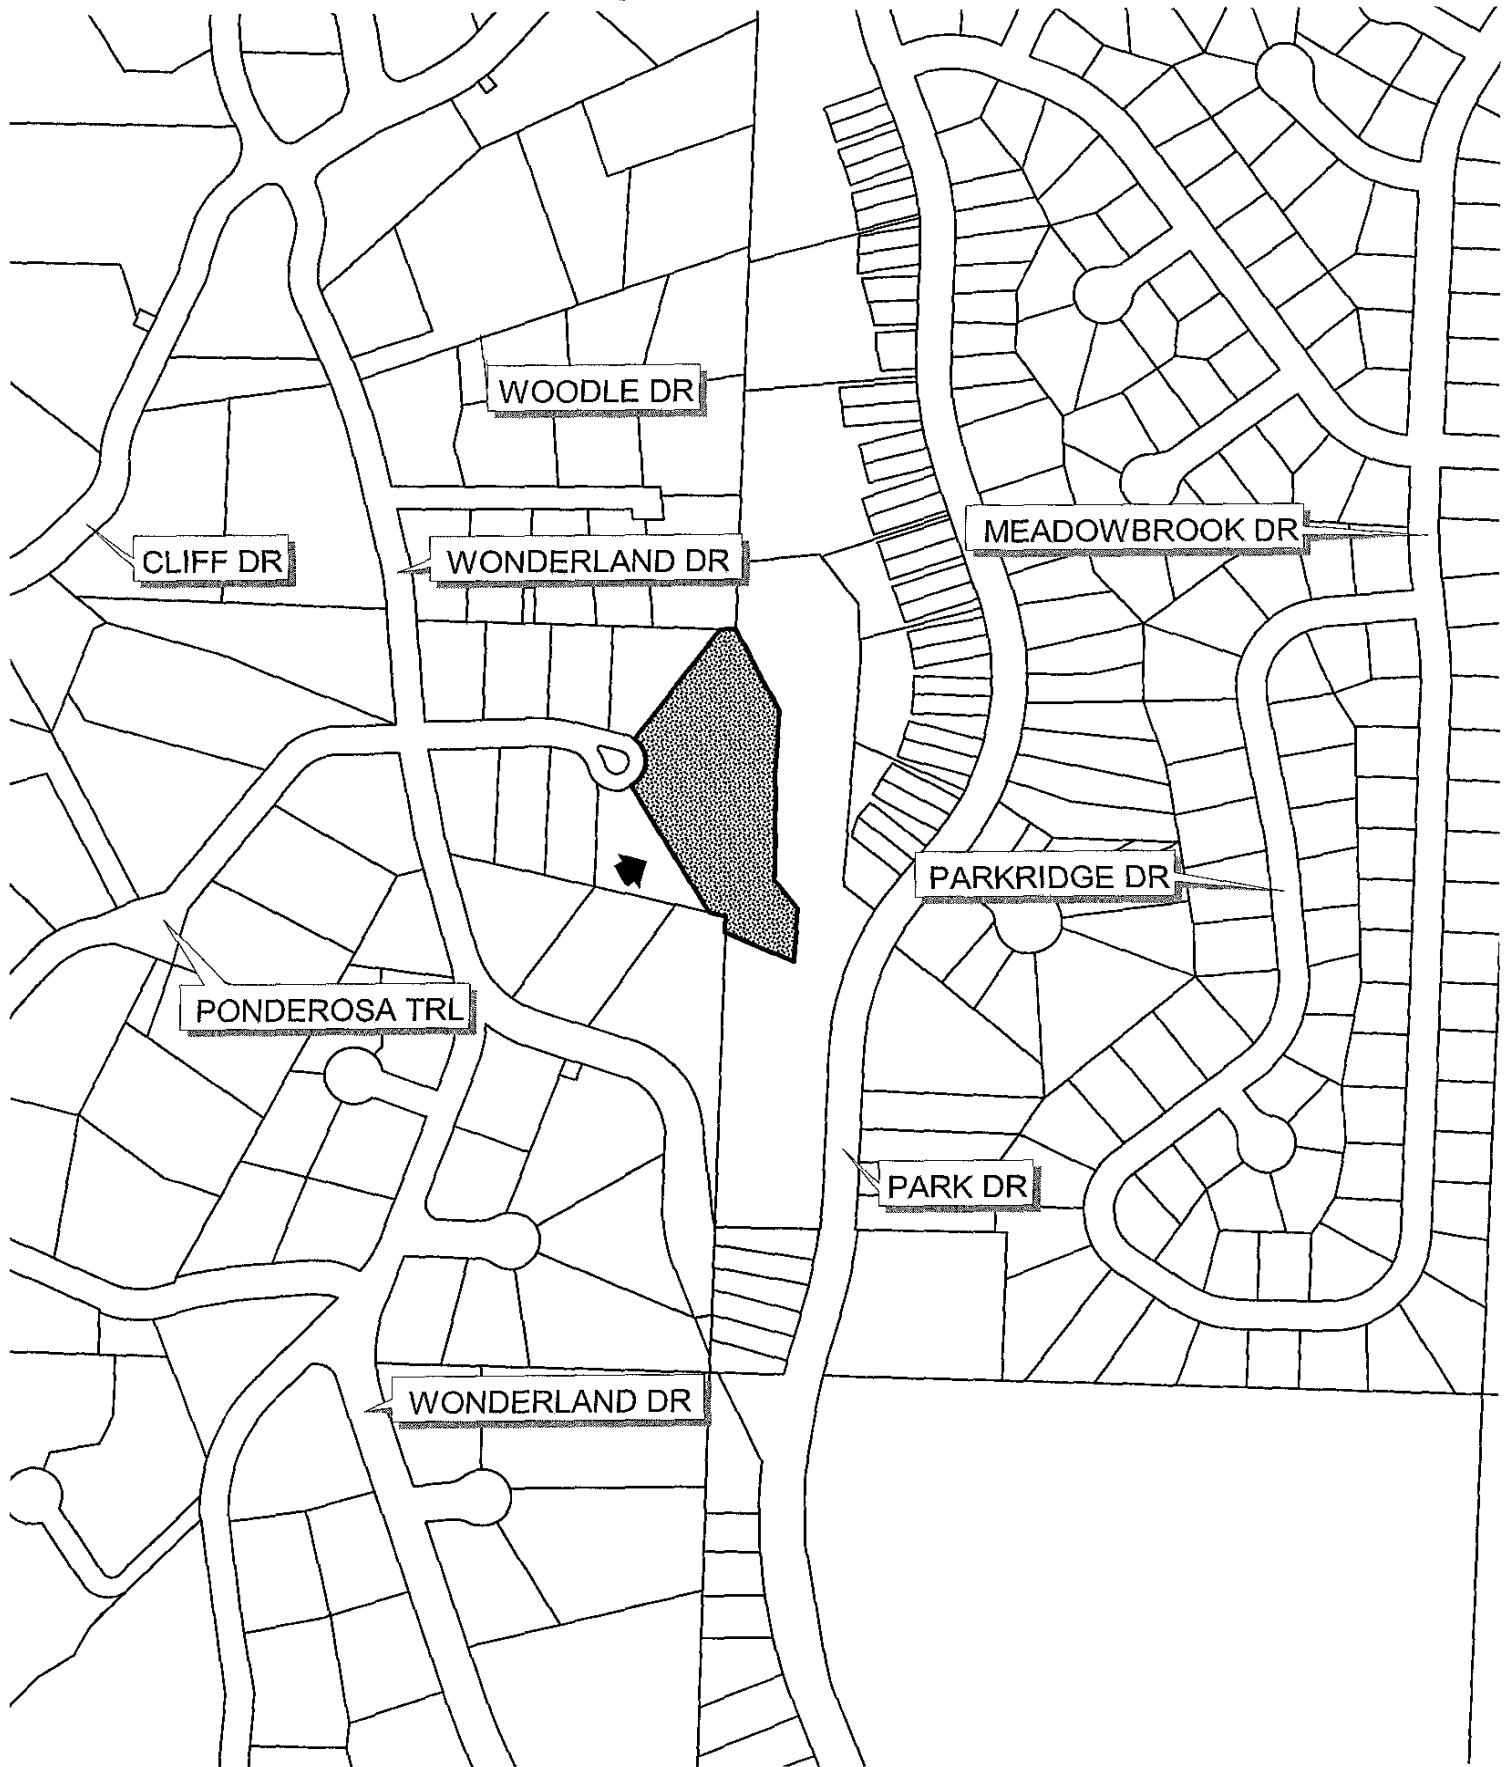 WOODLE DR
MEADOWBROOK DR
CLIFF DR
WONDERLAND DR
PARKRIDGE DR
PONDEROSA TRL
PARK DR
WONDERLAND DR